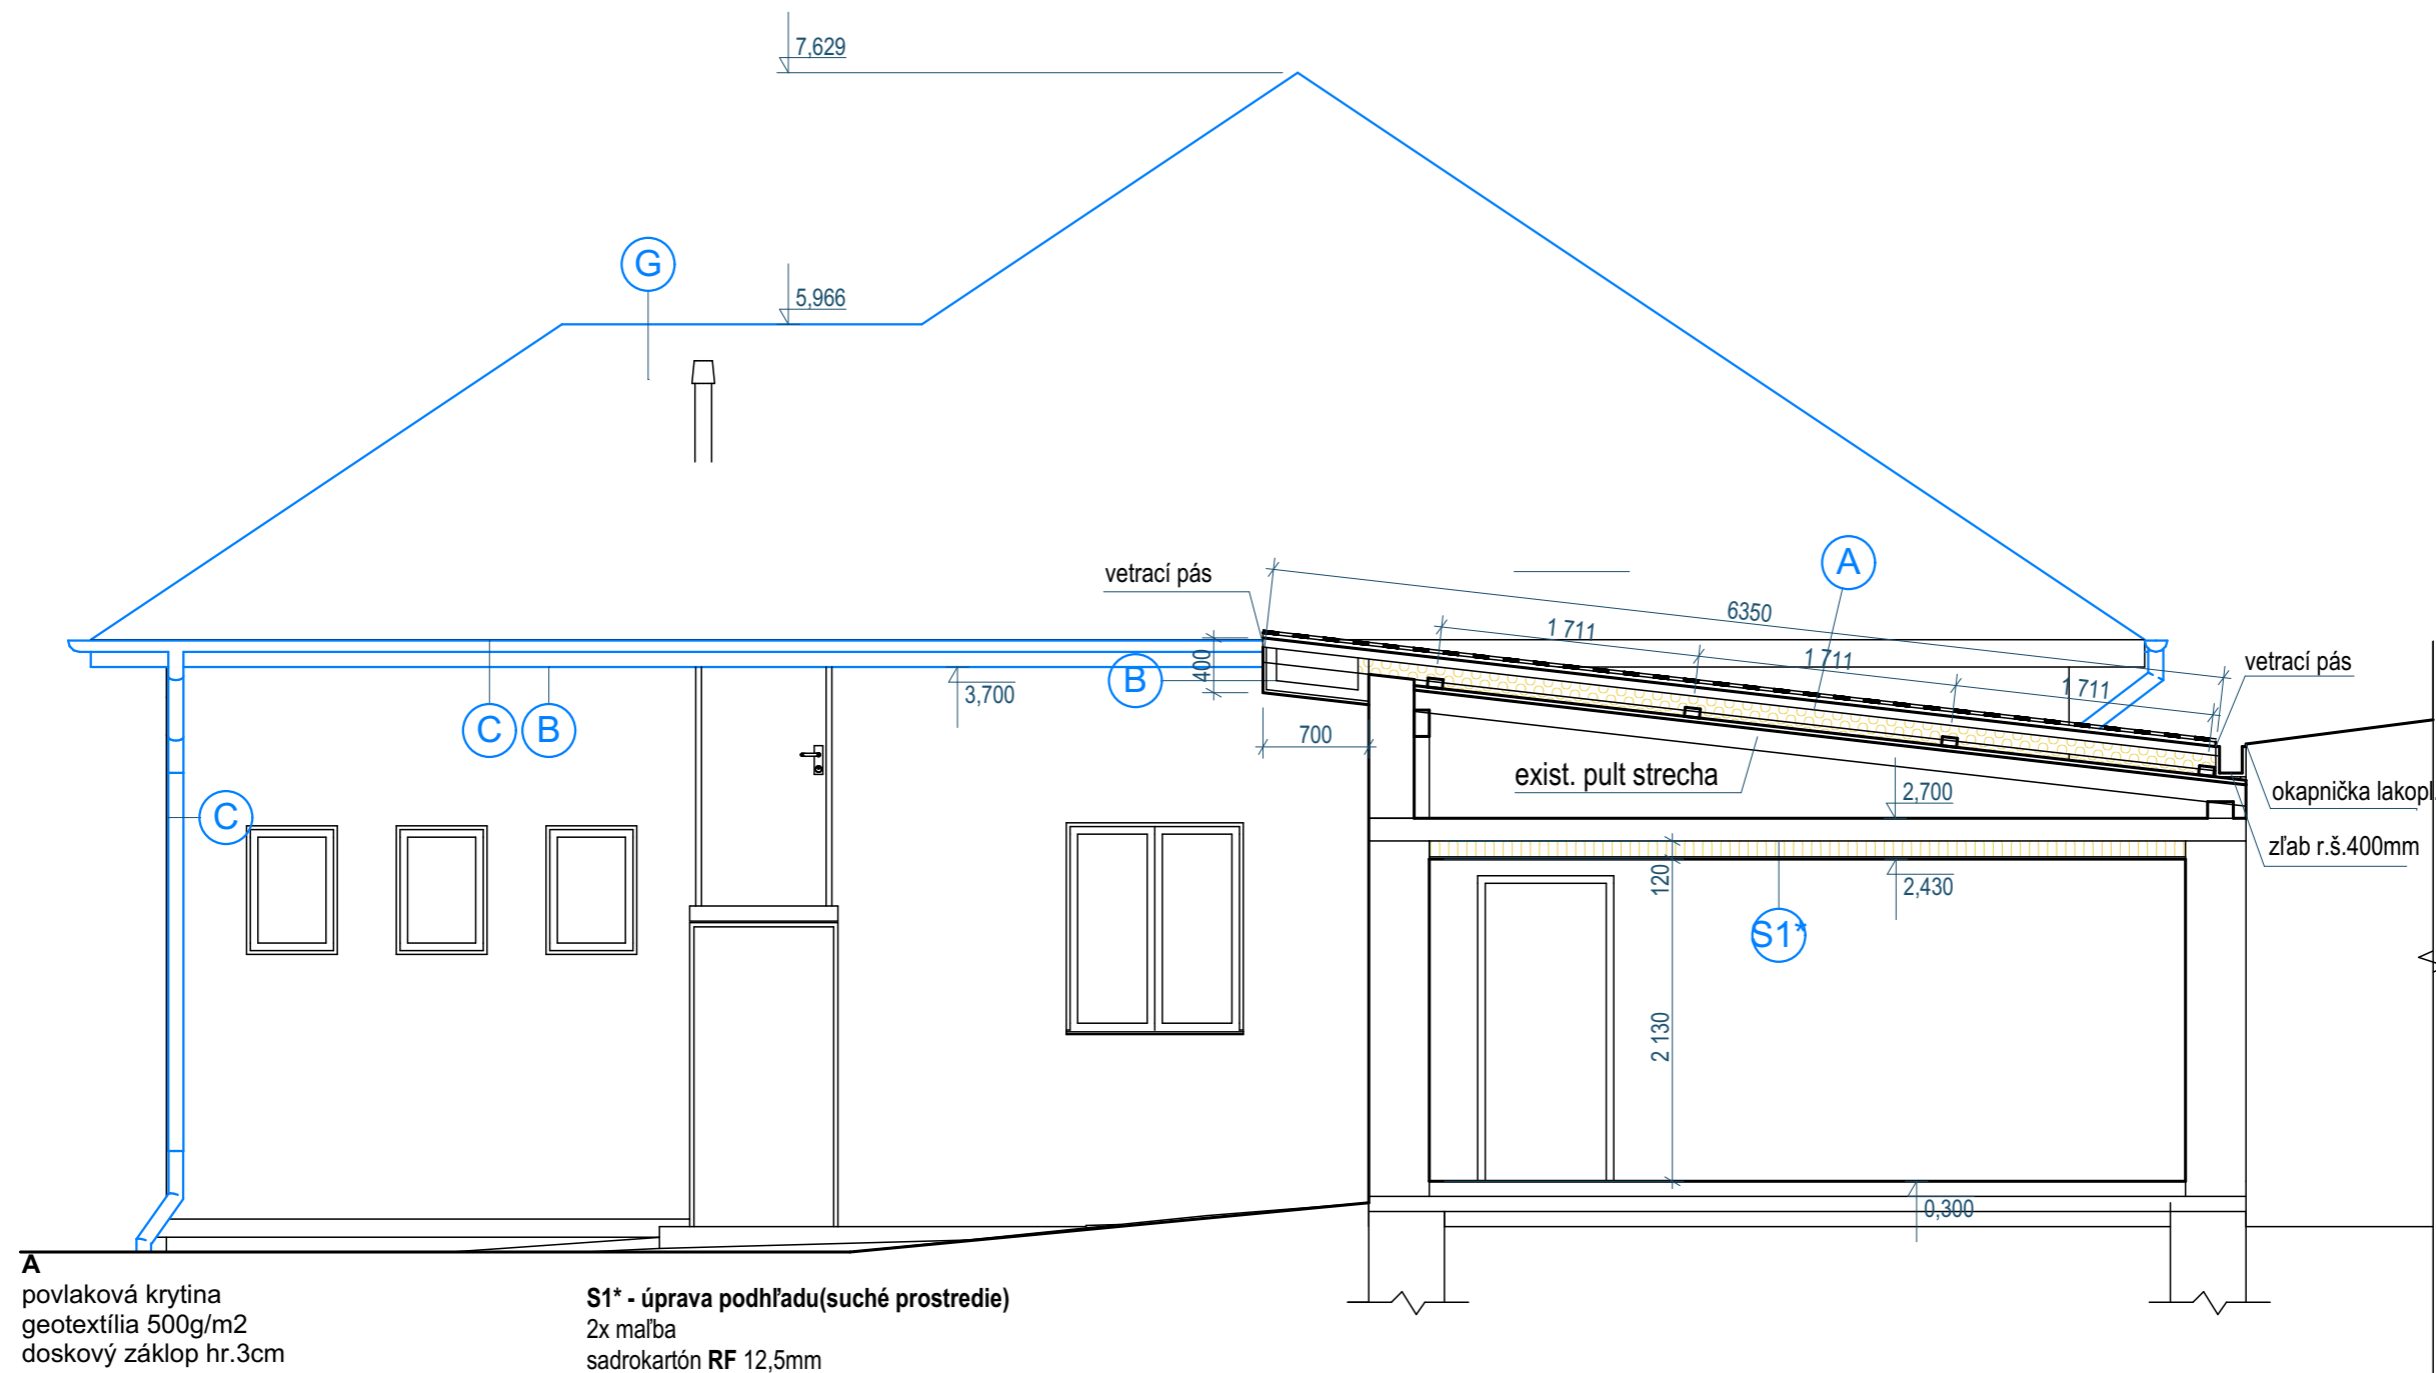 7,629
G
5,966
A
vetrací pás
6350
1 711
1 711
1 711
vetrací pás
400
B
3,700
C
B
700
exist. pult strecha
2,700
okapnička lakopl.
C
zľab r.š.400mm
120
2,430
S1*
2 130
0,300
A
povlaková krytina
geotextília 500g/m2
doskový záklop hr.3cm
S1* - úprava podhľadu(suché prostredie)
2x maľba
sadrokartón RF 12,5mm